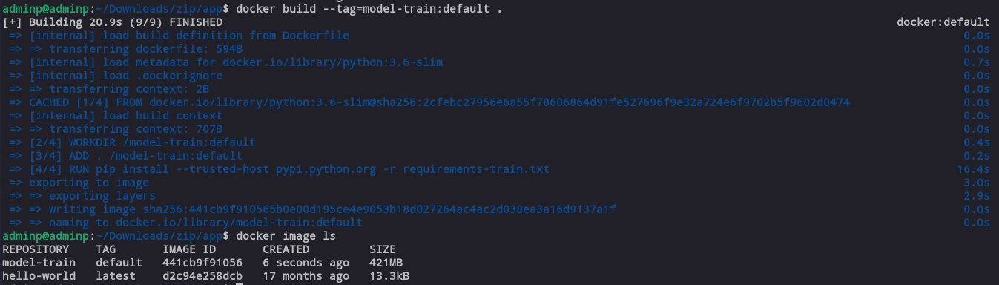 adminp@adminp:~/Downloads/zip/app$ docker build --tag=model-train:default .
[+] Building 20.9s (9/9) FINISHED docker:default
=> [internal] load build definition from Dockerfile 0.0s
=> => transferring dockerfile: 594B 0.0s
=> [internal] load metadata for docker.io/library/python:3.6-slim 0.7s
=> [internal] load .dockerignore 0.0s
=> => transferring context: 2B 0.0s
=> CACHED [1/4] FROM docker.io/library/python:3.6-slim@sha256:2cfebc27956e6a55f78606864d91fe527696f9e32a724e6f9702b5f9602d0474 0.0s
=> [internal] load build context 0.0s
=> => transferring context: 707B 0.0s
=> [2/4] WORKDIR /model-train:default 0.4s
=> [3/4] ADD . /model-train:default 0.2s
=> [4/4] RUN pip install --trusted-host pypi.python.org -r requirements-train.txt 16.4s
=> exporting to image 3.0s
=> => exporting layers 2.9s
=> => writing image sha256:441cb9f910565b0e00d195ce4e9053b18d027264ac4ac2d038ea3a16d9137a1f 0.0s
=> => naming to docker.io/library/model-train:default 0.0s
adminp@adminp:~/Downloads/zip/app$ docker image ls
REPOSITORY TAG IMAGE ID CREATED SIZE
model-train default 441cb9f91056 6 seconds ago 421MB
hello-world latest d2c94e258dcb 17 months ago 13.3kB